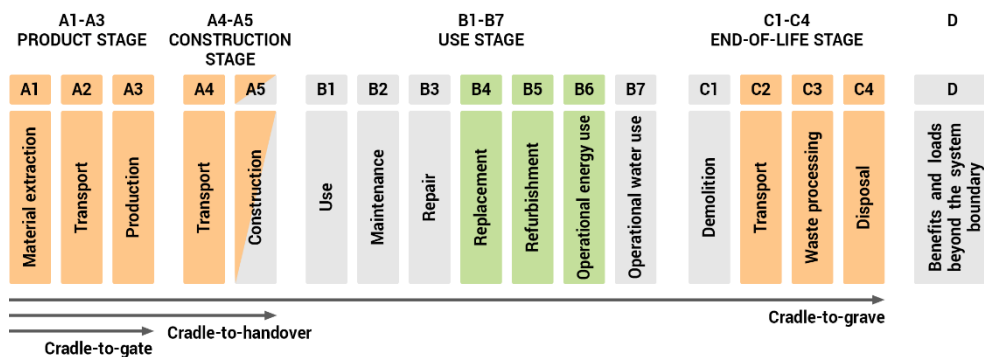 A1-A3
PRODUCT STAGE
A4-A5
CONSTRUCTION
STAGE
B1-B7
USE STAGE
C1-C4
END-OF-LIFE STAGE
D
A1
A2
A3
A4
A5
B1
B2
B3
B4
B5
B6
B7
C1
C2
C3
C4
D
Material extraction
Transport
Production
Transport
Construction
Use
Maintenance
Repair
Replacement
Refurbishment
Operational energy use
Operational water use
Demolition
Transport
Waste processing
Disposal
Benefits and loads
beyond the system
boundary
Cradle-to-grave
Cradle-to-handover
Cradle-to-gate